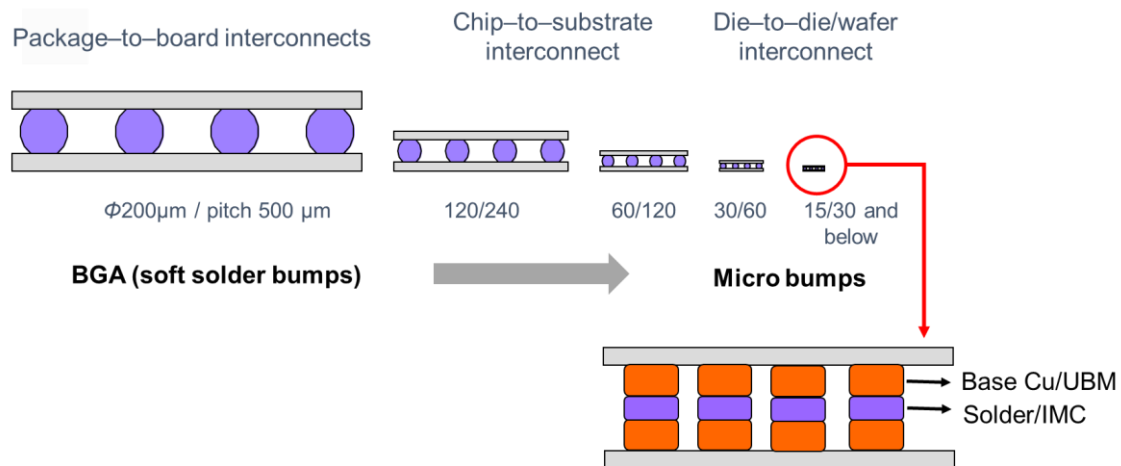 Package–to–board interconnects
Chip–to–substrate
interconnect
Die–to–die/wafer
interconnect
Φ200µm / pitch 500 µm
120/240
60/120
30/60
15/30 and
below
BGA (soft solder bumps)
Micro bumps
Base Cu/UBM
Solder/IMC